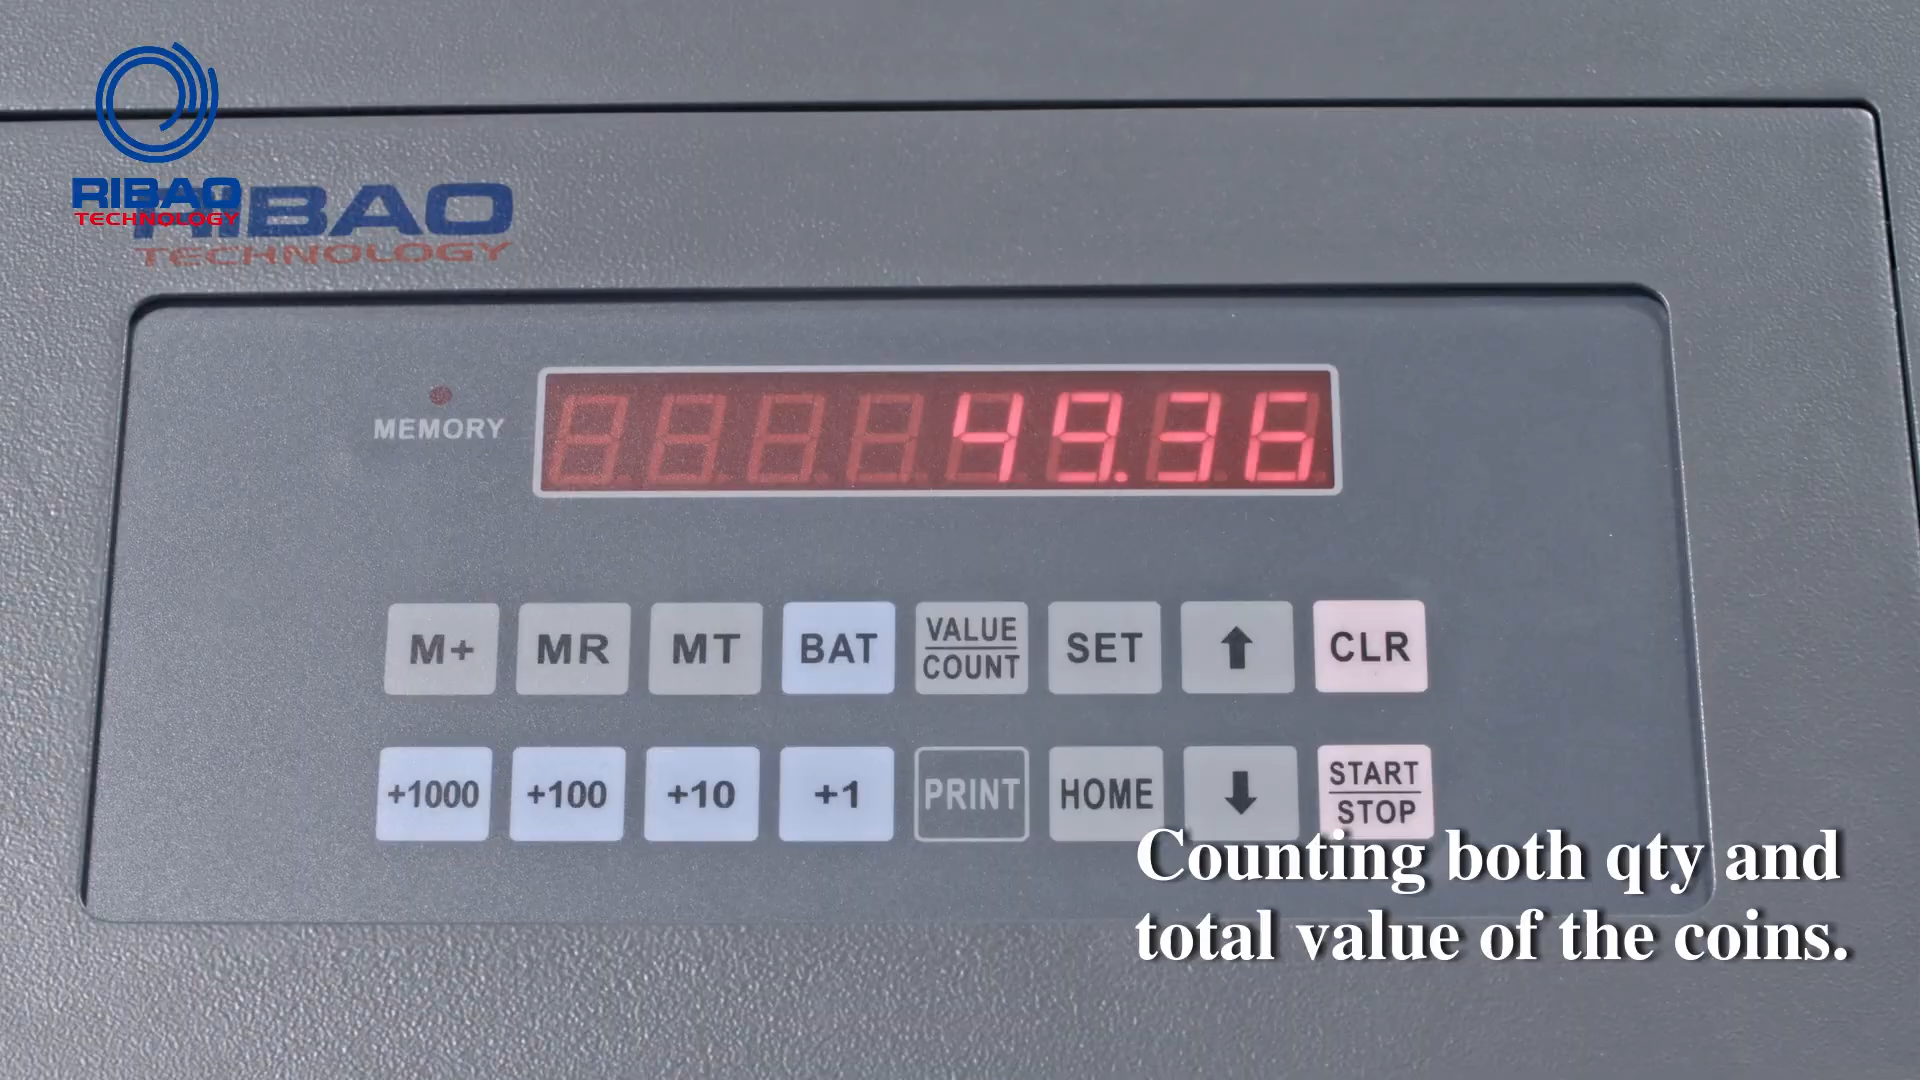 RIBAO
TECHNOLOGY
RIBAO
TECHNOLOGY
MEMORY
49.36
M+ MR MT BAT VALUE COUNT SET ⬆ CLR
+1000 +100 +10 +1 PRINT HOME ⬇ START STOP
Counting both qty and
total value of the coins.